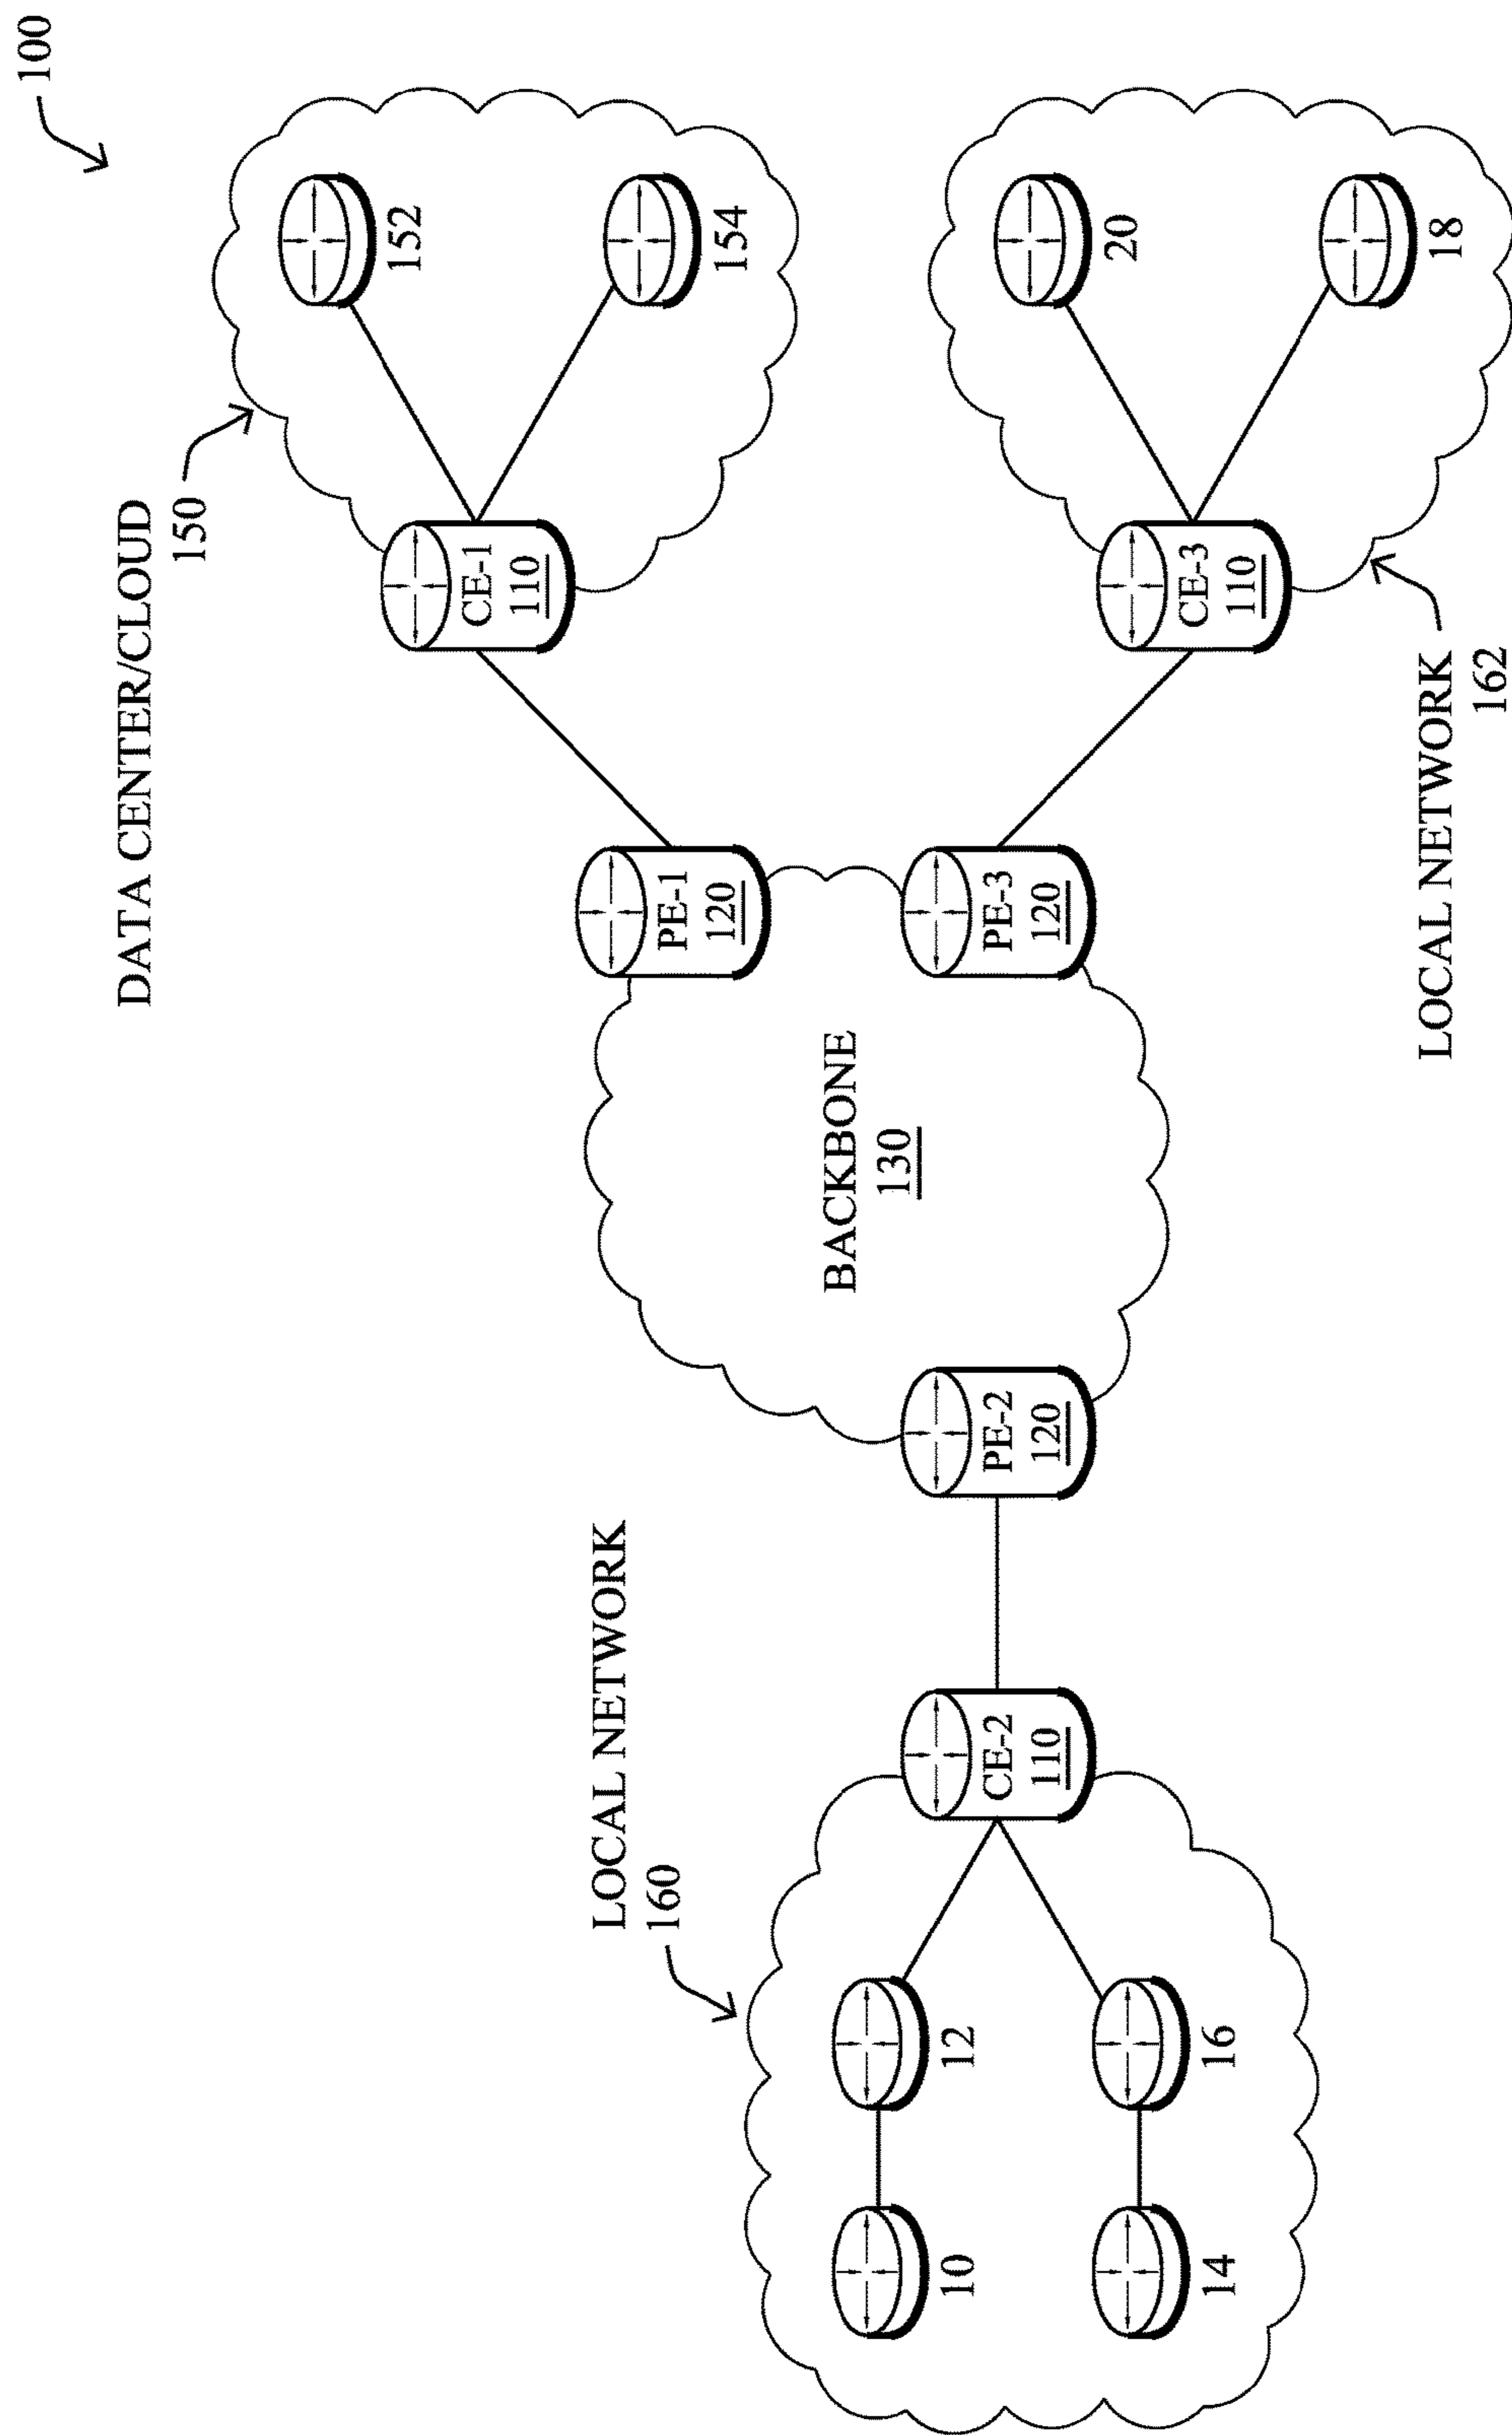 100
DATA CENTER/CLOUD
150
152
CE-1
110
154
LOCAL NETWORK
160
PE-1
120
BACKBONE
130
10
12
CE-2
110
PE-2
120
PE-3
120
20
14
16
CE-3
110
18
LOCAL NETWORK
162